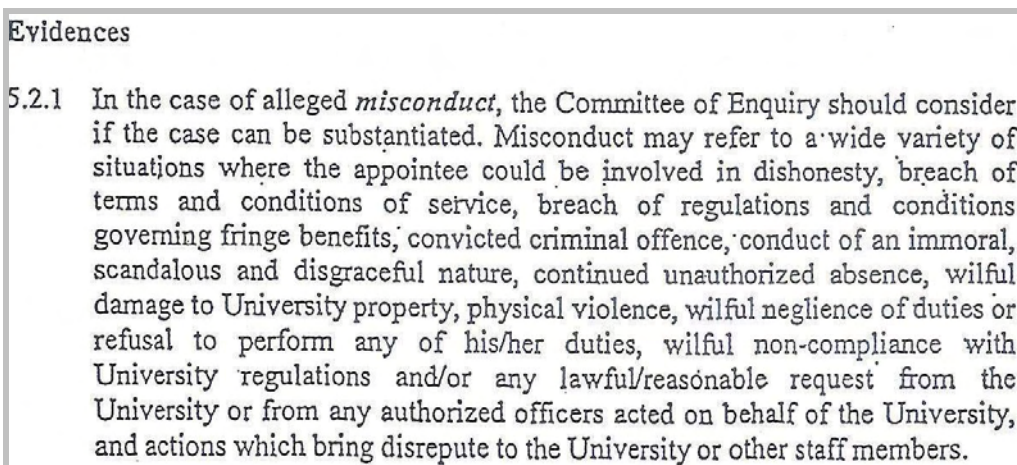 Evidences
5.2.1 In the case of alleged misconduct, the Committee of Enquiry should consider
if the case can be substantiated. Misconduct may refer to a wide variety of
situations where the appointee could be involved in dishonesty, breach of
terms and conditions of service, breach of regulations and conditions
governing fringe benefits, convicted criminal offence, conduct of an immoral,
scandalous and disgraceful nature, continued unauthorized absence, wilful
damage to University property, physical violence, wilful neglience of duties or
refusal to perform any of his/her duties, wilful non-compliance with
University regulations and/or any lawful/reasonable request from the
University or from any authorized officers acted on behalf of the University,
and actions which bring disrepute to the University or other staff members.